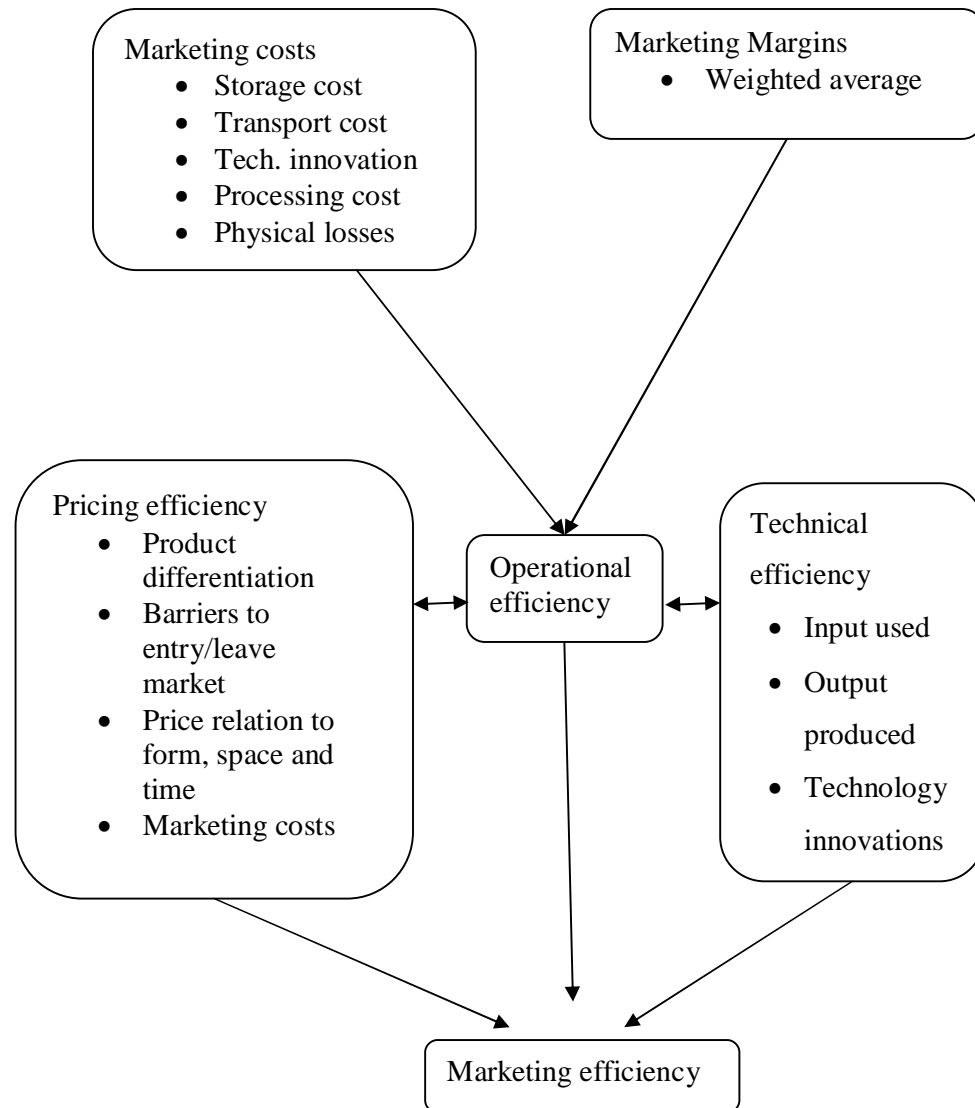 Marketing costs
• Storage cost
• Transport cost
• Tech. innovation
• Processing cost
• Physical losses
Marketing Margins
• Weighted average
Pricing efficiency
• Product
differentiation
• Barriers to
entry/leave
market
• Price relation to
form, space and
time
• Marketing costs
Operational
efficiency
Technical
efficiency
• Input used
• Output
produced
• Technology
innovations
Marketing efficiency